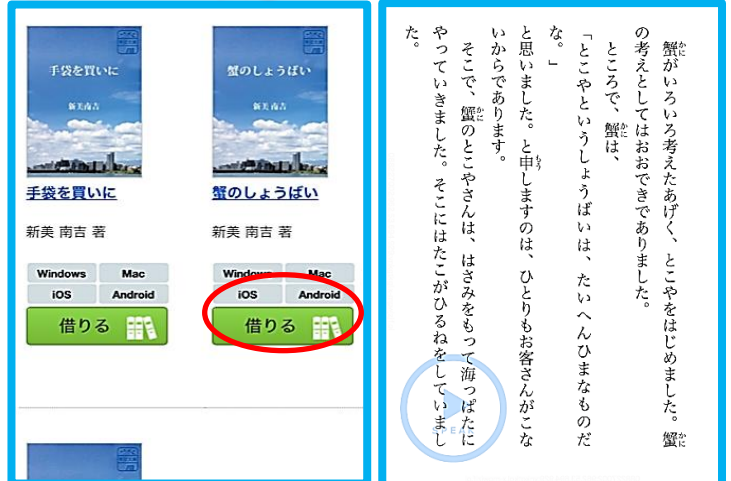 手袋を買いに
新美南吉
手袋を買いに
新美 南吉 著
Windows Mac
iOS Android
借りる
蟹のしょうばい
新美南吉
蟹のしょうばい
新美 南吉 著
Windows Mac
iOS Android
借りる
蟹がいろいろ考えたあげく、とこやをはじめました。蟹
の考えとしてはおおできでありました。
ところで、蟹は、
「とこやというしょうばいは、たいへんひまなものだ
な。」
と思いました。と申しますのは、ひとりもお客さんがこな
いからであります。
そこで、蟹のとこやさんは、はさみをもって海っぱたに
やっていきました。そこにはたこがひるねをしていまし
た。
SPEAK